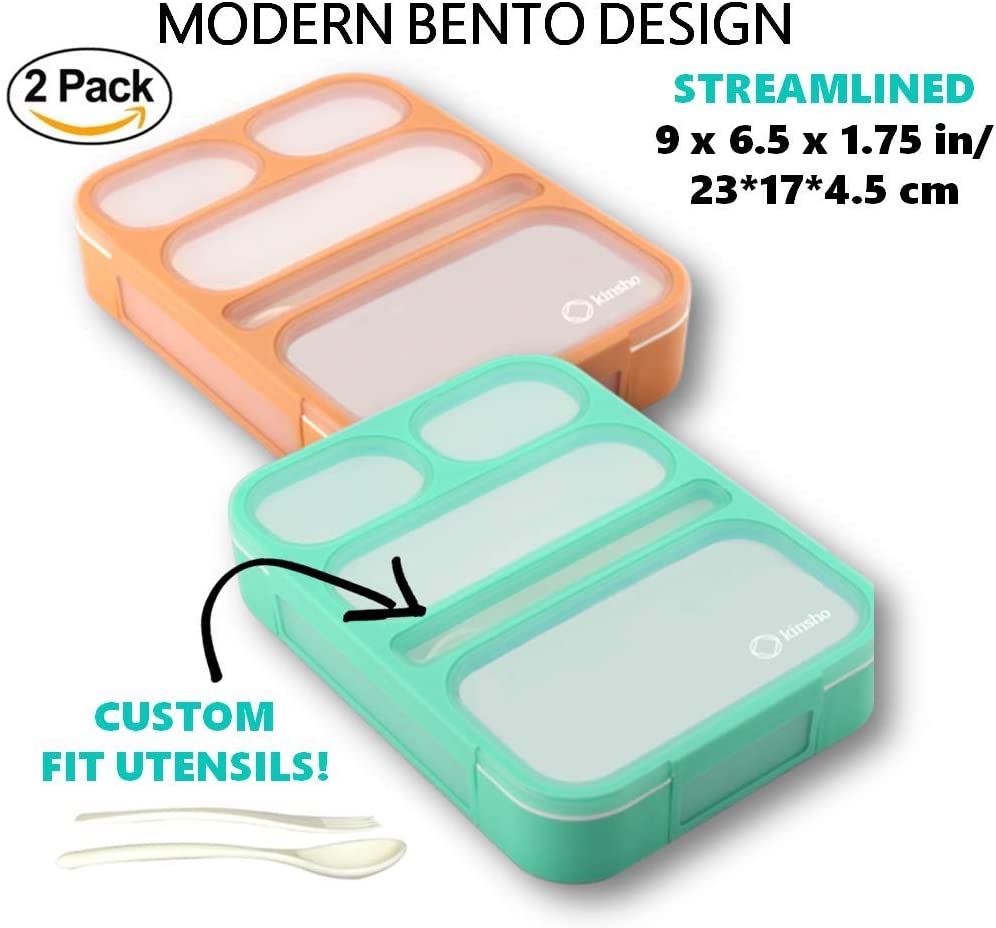 MODERN BENTO DESIGN
2 Pack
STREAMLINED
9 x 6.5 x 1.75 in/
23*17*4.5 cm
kinsho
kinsho
CUSTOM
FIT UTENSILS!